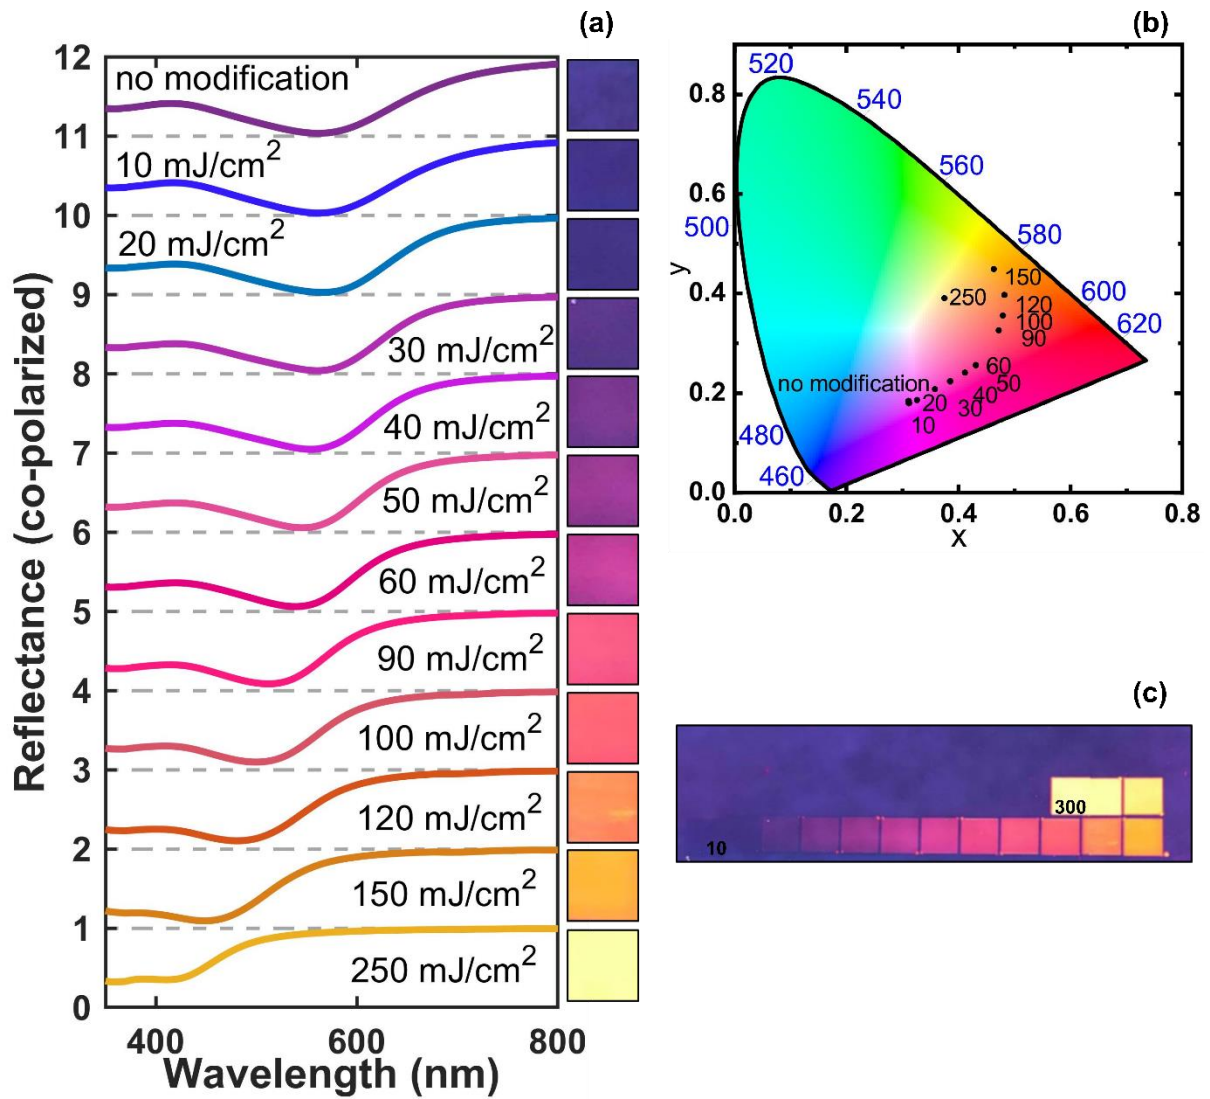 (a)
12
11
10
9
8
7
6
5
4
3
2
1
0
Reflectance (co-polarized)
no modification
10 mJ/cm2
20 mJ/cm2
30 mJ/cm2
40 mJ/cm2
50 mJ/cm2
60 mJ/cm2
90 mJ/cm2
100 mJ/cm2
120 mJ/cm2
150 mJ/cm2
250 mJ/cm2
400 600 800
Wavelength (nm)
(b)
0.8
0.6
0.4
0.2
0.0
y
520
540
560
500
580
600
620
480
460
150
250
120
100
90
60
50
no modification
40
20
30
10
0.0 0.2 0.4 0.6 0.8
x
(c)
300
10